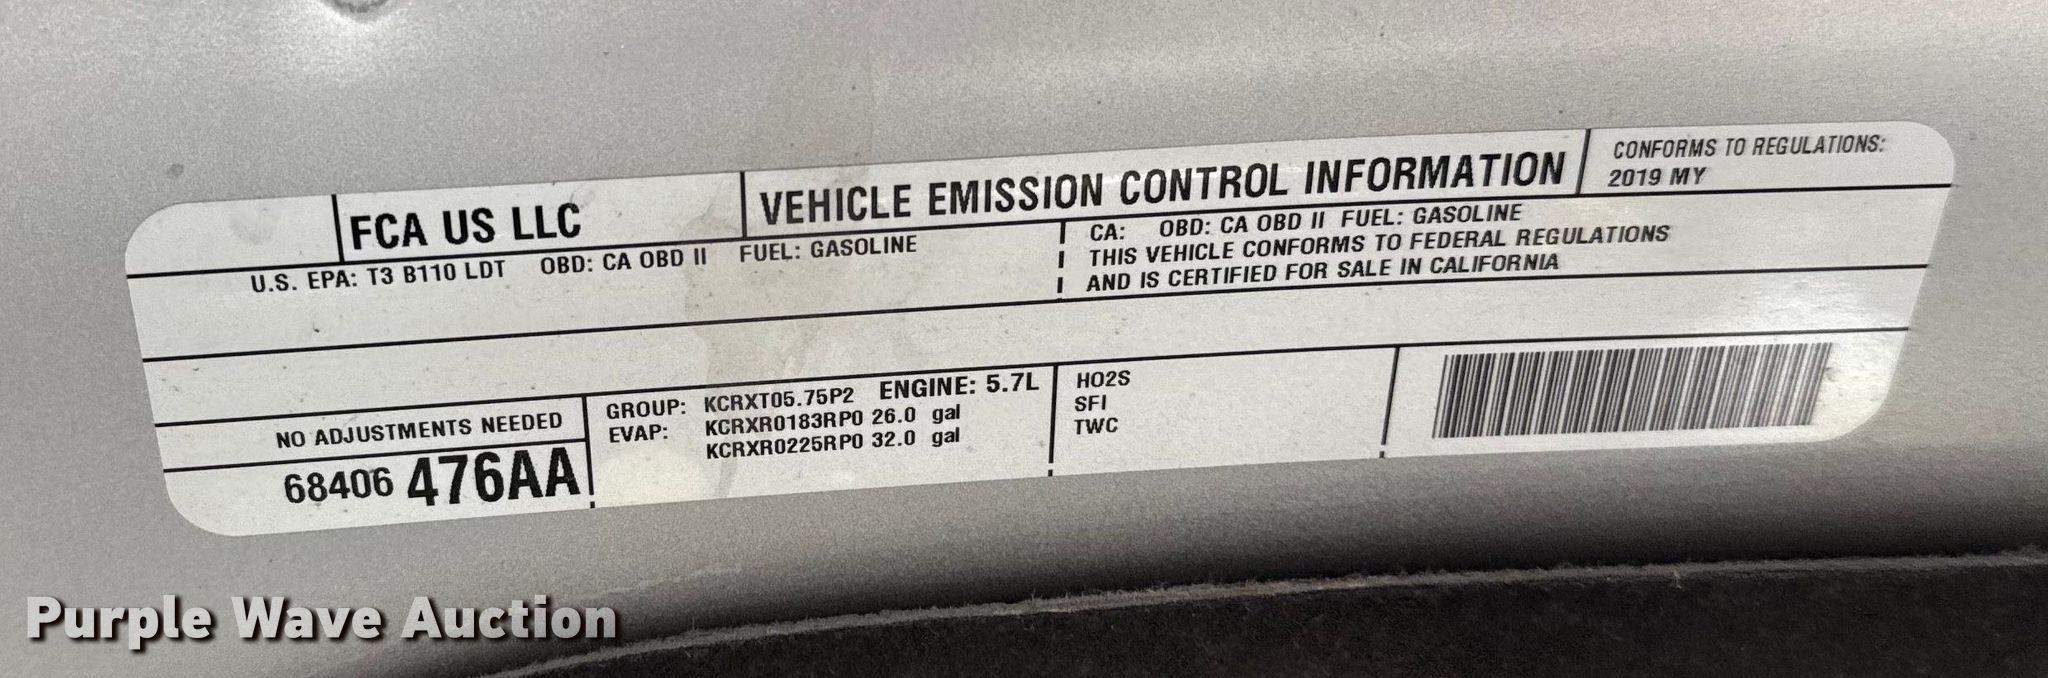 FCA US LLC
VEHICLE EMISSION CONTROL INFORMATION
CONFORMS TO REGULATIONS:
2019 MY
U.S. EPA: T3 B110 LDT OBD: CA OBD II FUEL: GASOLINE
CA: OBD: CA OBD II FUEL: GASOLINE
THIS VEHICLE CONFORMS TO FEDERAL REGULATIONS
AND IS CERTIFIED FOR SALE IN CALIFORNIA
NO ADJUSTMENTS NEEDED
68406 476AA
GROUP: KCRXT05.75P2 ENGINE: 5.7L
EVAP: KCRXR0183RP0 26.0 gal
KCRXR0225RP0 32.0 gal
HO2S
SFI
TWC
Purple Wave Auction